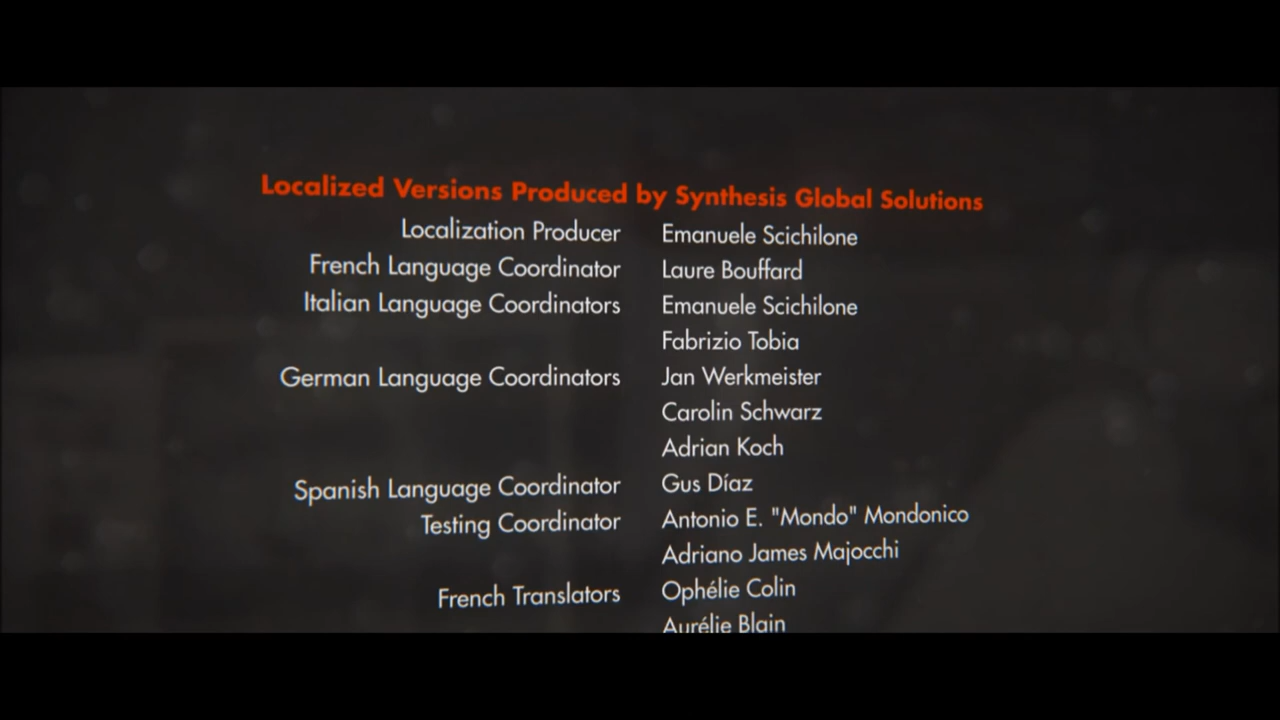 Localized Versions Produced by Synthesis Global Solutions
Localization Producer Emanuele Scichilone
French Language Coordinator Laure Bouffard
Italian Language Coordinators Emanuele Scichilone
Fabrizio Tobia
German Language Coordinators Jan Werkmeister
Carolin Schwarz
Adrian Koch
Spanish Language Coordinator Gus Díaz
Testing Coordinator Antonio E. "Mondo" Mondonico
Adriano James Majocchi
French Translators Ophélie Colin
Aurélie Blain